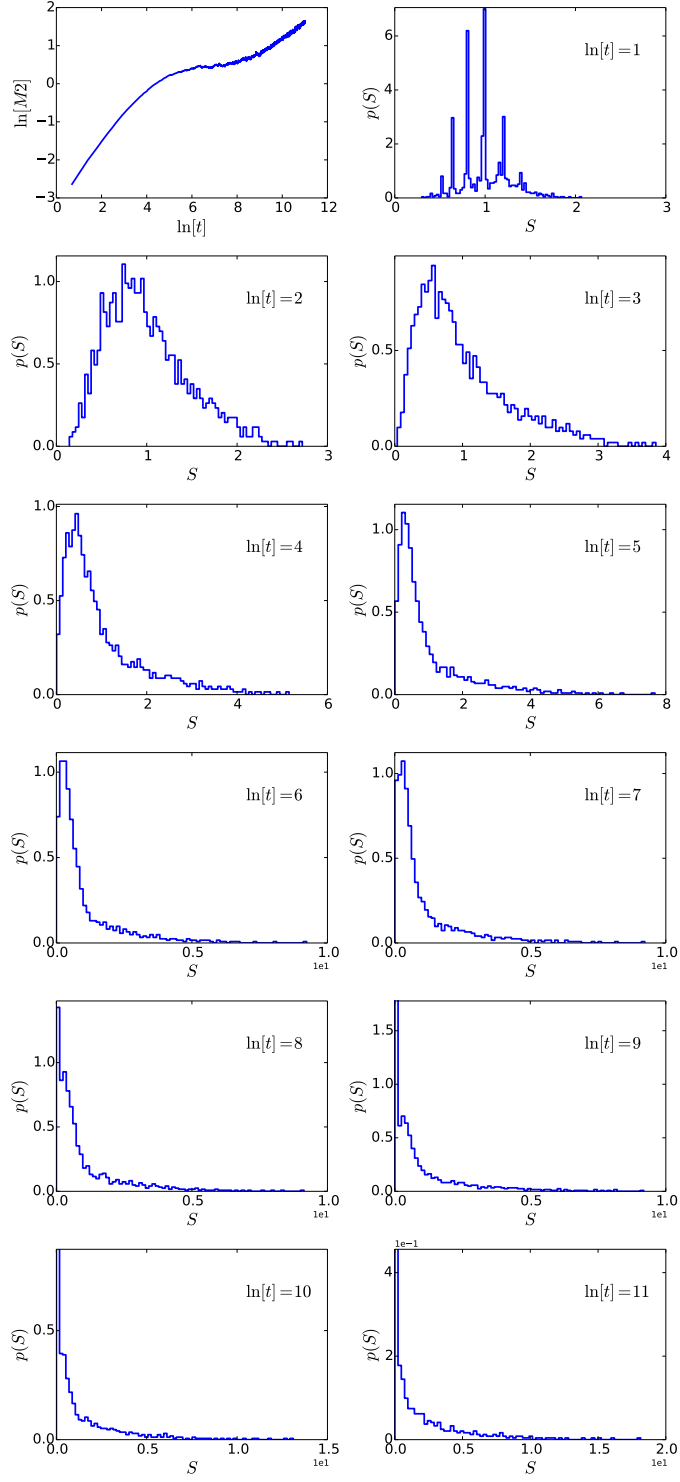 2
1
0
−1
−2
−3
ln[M2]
2 4 6 8 10 12
ln[t]
6
4
2
0
p(S)
ln[t]=1
0 1 2 3
S
1.0
0.5
0.0
p(S)
ln[t]=2
0 1 2 3
S
0.5
0.0
p(S)
ln[t]=3
0 1 2 3 4
S
1.0
0.5
0.0
p(S)
ln[t]=4
0 2 4 6
S
1.0
0.5
0.0
p(S)
ln[t]=5
0 2 4 6 8
S
1.0
0.5
0.0
p(S)
ln[t]=6
0.0 0.5 1.0
1e1
S
1.0
0.5
0.0
p(S)
ln[t]=7
0.0 0.5 1.0
1e1
S
1.0
0.5
0.0
p(S)
ln[t]=8
0.0 0.5 1.0
1e1
S
1.5
1.0
0.5
0.0
p(S)
ln[t]=9
0.0 0.5 1.0
1e1
S
0.5
0.0
p(S)
ln[t]=10
0.0 0.5 1.0 1.5
1e1
S
1e−1
4
2
0
p(S)
ln[t]=11
0.0 0.5 1.0 1.5 2.0
1e1
S